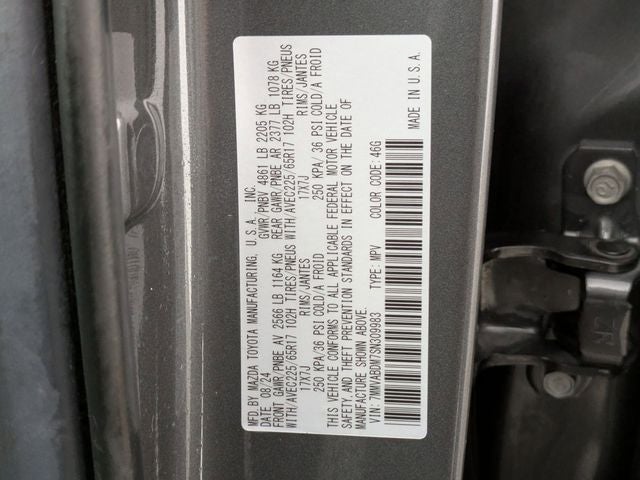 MFD.BY MAZDA TOYOTA MANUFACTURING, U.S.A., INC.
DATE 08/24 GVWR/PNBV 4861 LB 2205 KG
FRONT GAWR/PNBE AV 2566 LB 1164 KG REAR GAWR/PNBE AR 2377 LB 1078 KG
WITH/AVEC225/65R17 102H TIRES/PNEUS WITH/AVEC225/65R17 102H TIRES/PNEUS
17X7J RIMS/JANTES 17X7J RIMS/JANTES
250 KPA/36 PSI COLD/A FROID 250 KPA/ 36 PSI COLD/A FROID
THIS VEHICLE CONFORMS TO ALL APPLICABLE FEDERAL MOTOR VEHICLE
SAFETY, AND THEFT PREVENTION STANDARDS IN EFFECT ON THE DATE OF
MANUFACTURE SHOWN ABOVE.
VIN: 7MMVABDM7SN309983 TYPE: MPV COLOR CODE: 46G MADE IN U.S.A.